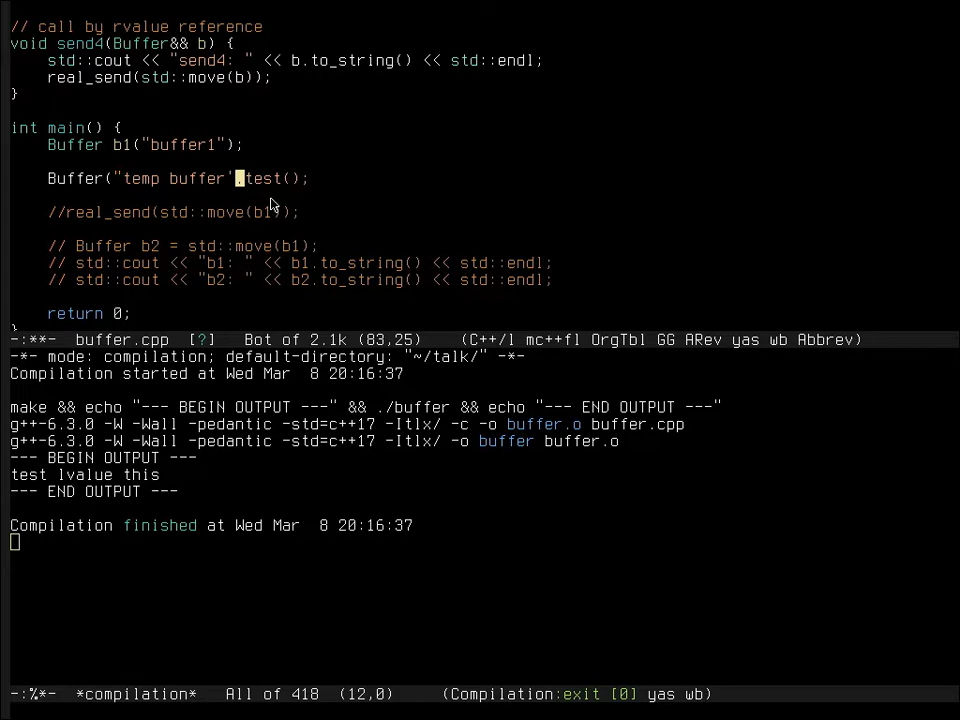 // call by rvalue reference
void send4(Buffer&& b) {
    std::cout << "send4: " << b.to_string() << std::endl;
    real_send(std::move(b));
}
int main() {
    Buffer b1("buffer1");
    Buffer("temp buffer'.test();
    //real_send(std::move(b1));
    // Buffer b2 = std::move(b1);
    // std::cout << "b1: " << b1.to_string() << std::endl;
    // std::cout << "b2: " << b2.to_string() << std::endl;
    return 0;
}
-:**-  buffer.cpp  [?]   Bot of 2.1k (83,25)    (C++/l mc++fl OrgTbl GG ARev yas wb Abbrev)
-*- mode: compilation; default-directory: "~/talk/" -*-
Compilation started at Wed Mar  8 20:16:37
make && echo "--- BEGIN OUTPUT ---" && ./buffer && echo "--- END OUTPUT ---"
g++-6.3.0 -W -Wall -pedantic -std=c++17 -Itlx/ -c -o buffer.o buffer.cpp
g++-6.3.0 -W -Wall -pedantic -std=c++17 -Itlx/ -o buffer buffer.o
--- BEGIN OUTPUT ---
test lvalue this
--- END OUTPUT ---
Compilation finished at Wed Mar  8 20:16:37
-:%*-  *compilation*   All of 418  (12,0)     (Compilation:exit [0] yas wb)